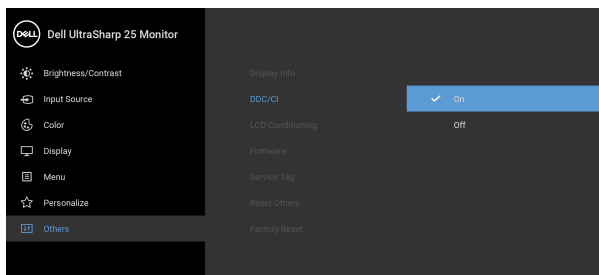 DELL Dell UltraSharp 25 Monitor
Brightness/Contrast
Input Source
Color
Display
Menu
Personalize
Others
Display Info
DDC/CI
LCD Conditioning
Firmware
Service Tag
Reset Others
Factory Reset
On
Off